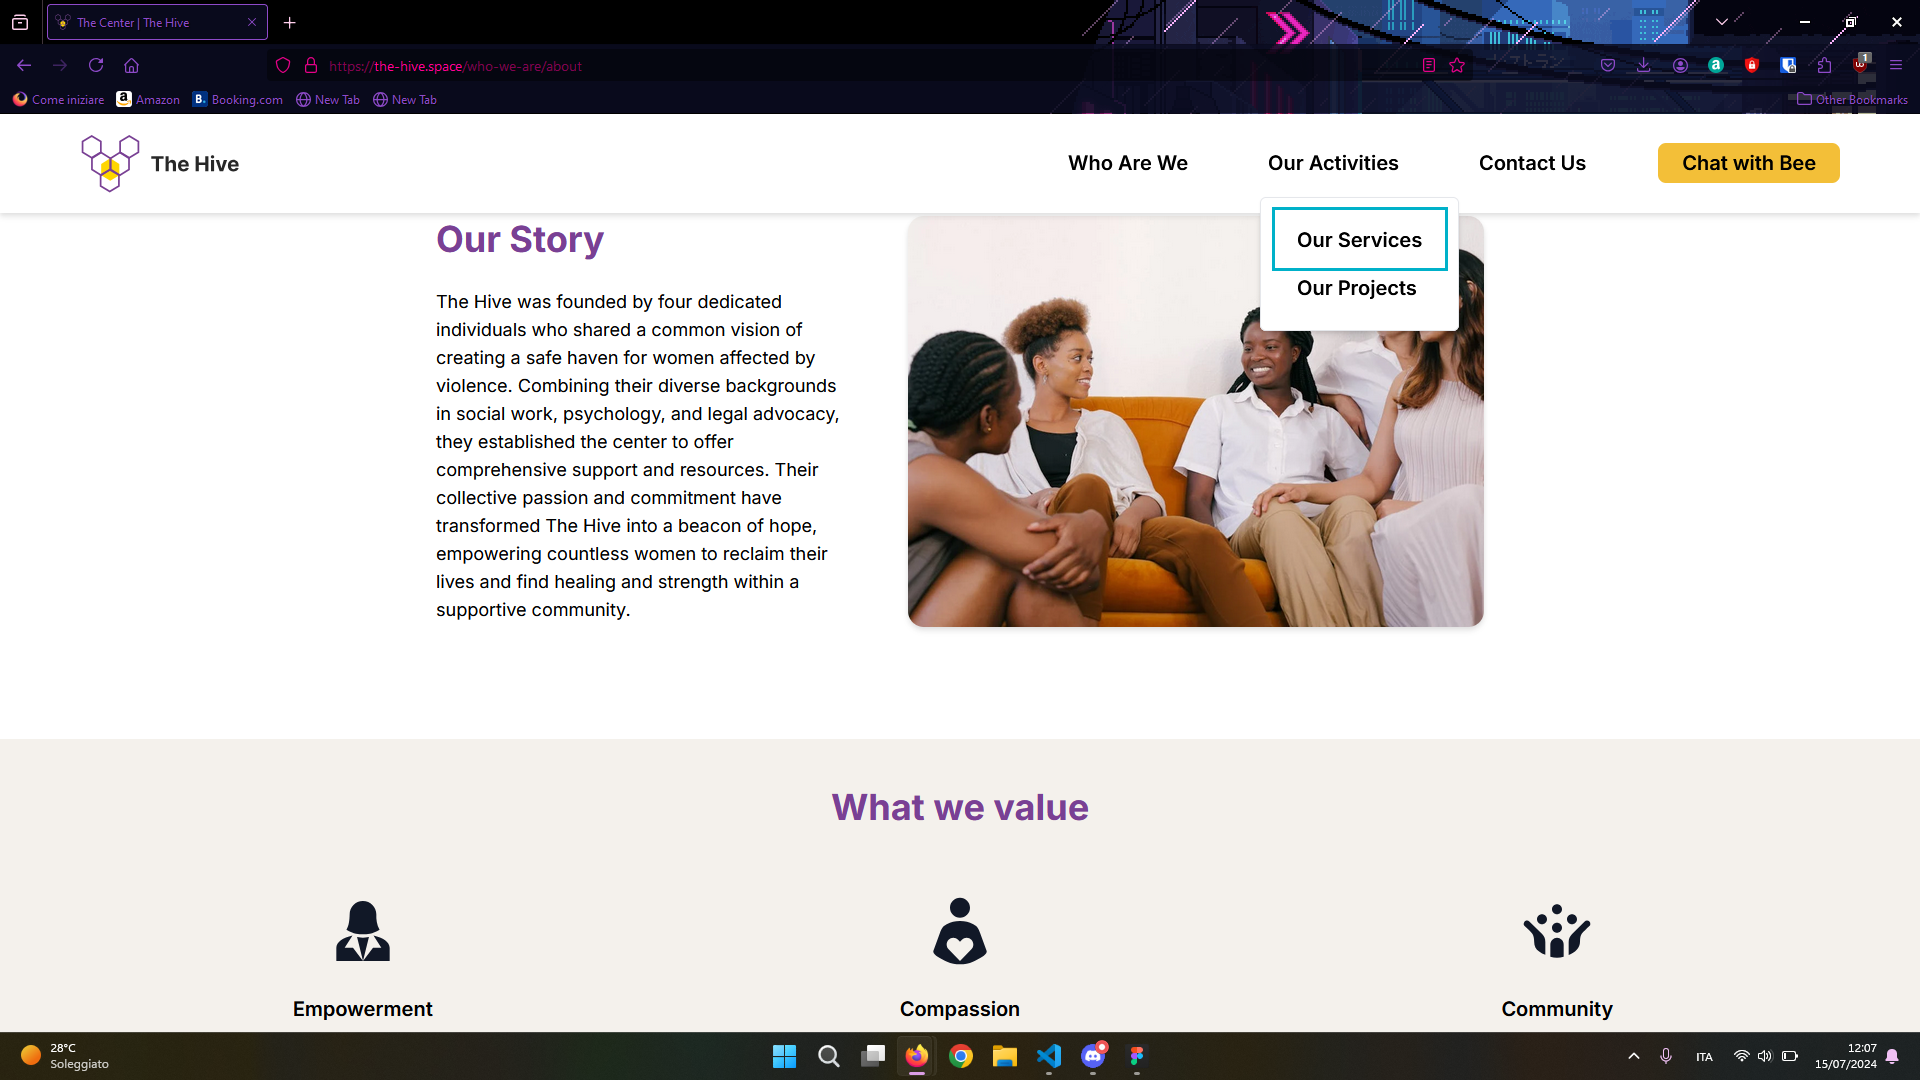 The Center | The Hive
https://the-hive.space/who-we-are/about
Come iniziare
Amazon
Booking.com
New Tab
New Tab
Other Bookmarks
The Hive
Who Are We
Our Activities
Contact Us
Chat with Bee
Our Services
Our Projects
Our Story
The Hive was founded by four dedicated
individuals who shared a common vision of
creating a safe haven for women affected by
violence. Combining their diverse backgrounds
in social work, psychology, and legal advocacy,
they established the center to offer
comprehensive support and resources. Their
collective passion and commitment have
transformed The Hive into a beacon of hope,
empowering countless women to reclaim their
lives and find healing and strength within a
supportive community.
What we value
Empowerment
Compassion
Community
28°C
Soleggiato
ITA
12:07
15/07/2024